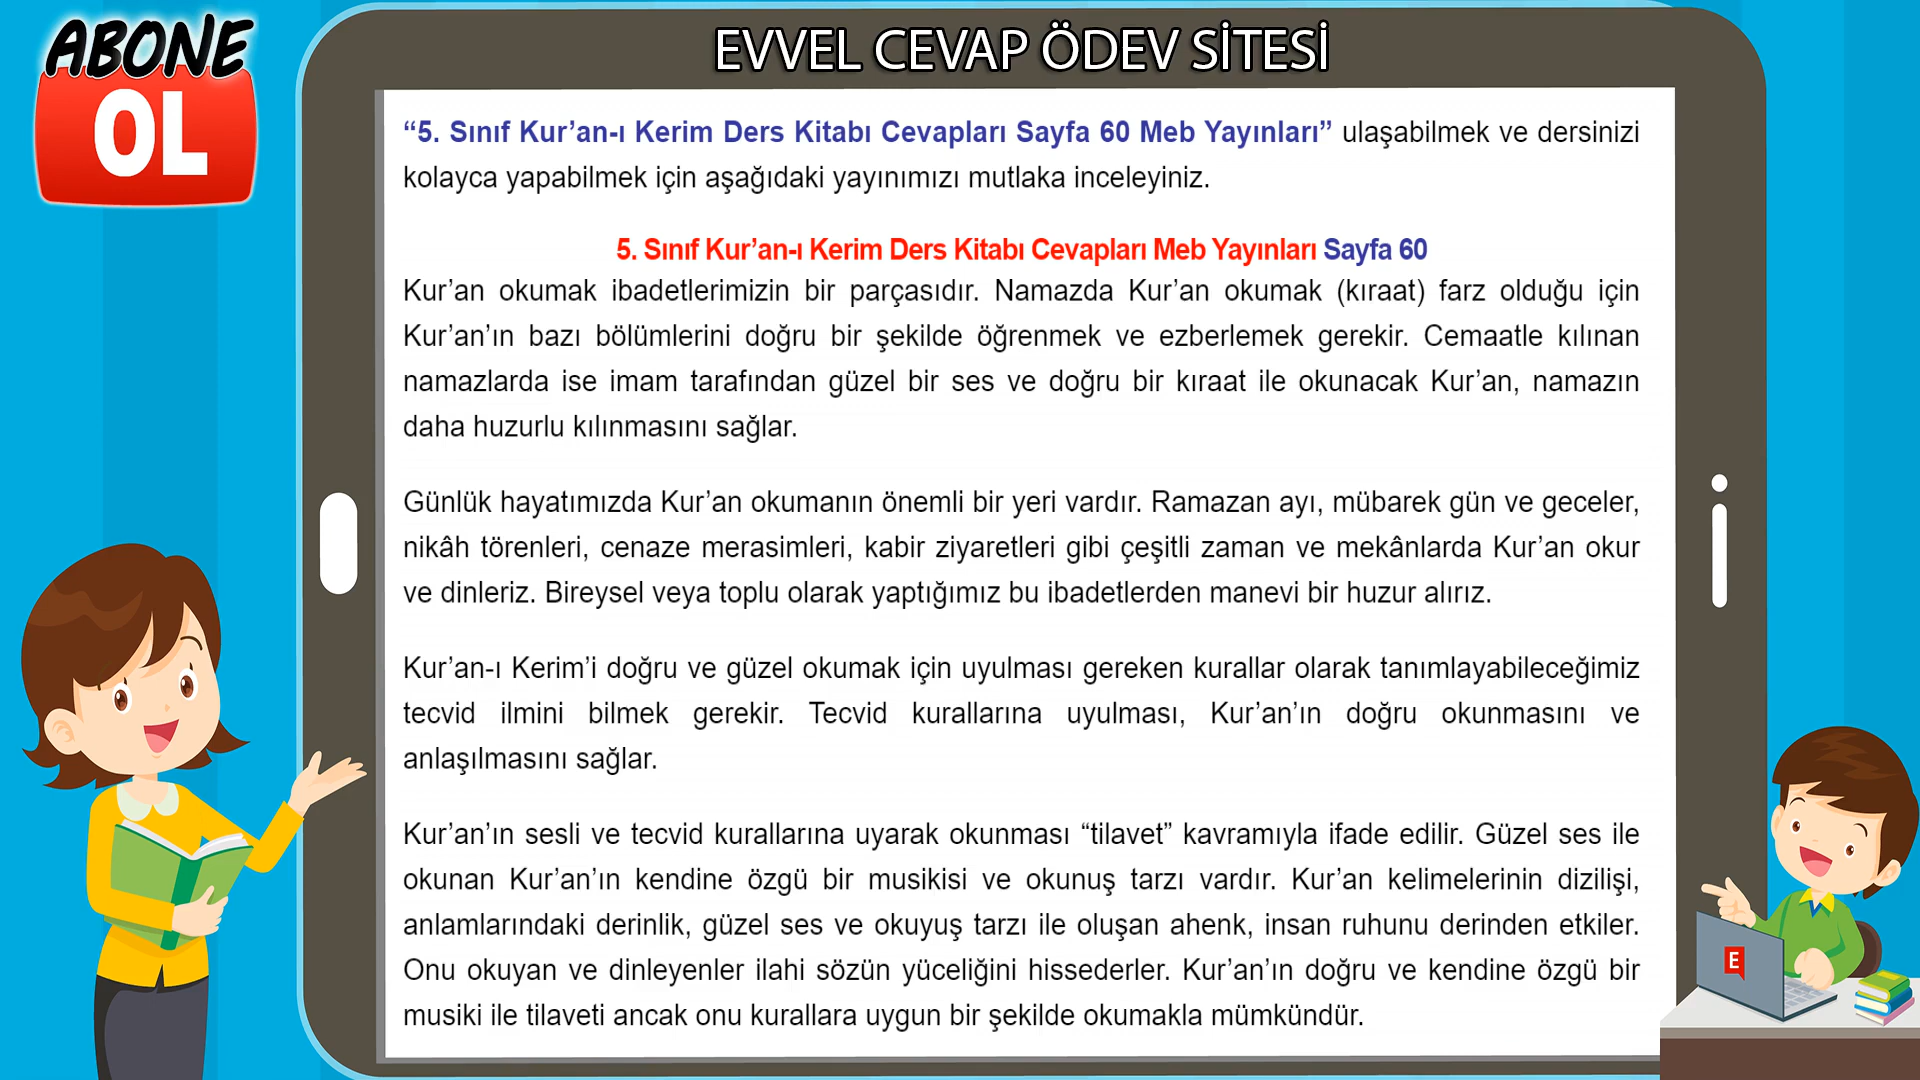 ABONE
OL
EVVEL CEVAP ÖDEV SİTESİ
“5. Sınıf Kur’an-ı Kerim Ders Kitabı Cevapları Sayfa 60 Meb Yayınları” ulaşabilmek ve dersinizi
kolayca yapabilmek için aşağıdaki yayınımızı mutlaka inceleyiniz.
5. Sınıf Kur’an-ı Kerim Ders Kitabı Cevapları Meb Yayınları Sayfa 60
Kur’an okumak ibadetlerimizin bir parçasıdır. Namazda Kur’an okumak (kıraat) farz olduğu için
Kur’an’ın bazı bölümlerini doğru bir şekilde öğrenmek ve ezberlemek gerekir. Cemaatle kılınan
namazlarda ise imam tarafından güzel bir ses ve doğru bir kıraat ile okunacak Kur’an, namazın
daha huzurlu kılınmasını sağlar.
Günlük hayatımızda Kur’an okumanın önemli bir yeri vardır. Ramazan ayı, mübarek gün ve geceler,
nikâh törenleri, cenaze merasimleri, kabir ziyaretleri gibi çeşitli zaman ve mekânlarda Kur’an okur
ve dinleriz. Bireysel veya toplu olarak yaptığımız bu ibadetlerden manevi bir huzur alırız.
Kur’an-ı Kerim’i doğru ve güzel okumak için uyulması gereken kurallar olarak tanımlayabileceğimiz
tecvid ilmini bilmek gerekir. Tecvid kurallarına uyulması, Kur’an’ın doğru okunmasını ve
anlaşılmasını sağlar.
Kur’an’ın sesli ve tecvid kurallarına uyarak okunması “tilavet” kavramıyla ifade edilir. Güzel ses ile
okunan Kur’an’ın kendine özgü bir musikisi ve okunuş tarzı vardır. Kur’an kelimelerinin dizilişi,
anlamlarındaki derinlik, güzel ses ve okuyuş tarzı ile oluşan ahenk, insan ruhunu derinden etkiler.
Onu okuyan ve dinleyenler ilahi sözün yüceliğini hissederler. Kur’an’ın doğru ve kendine özgü bir
musiki ile tilaveti ancak onu kurallara uygun bir şekilde okumakla mümkündür.
E